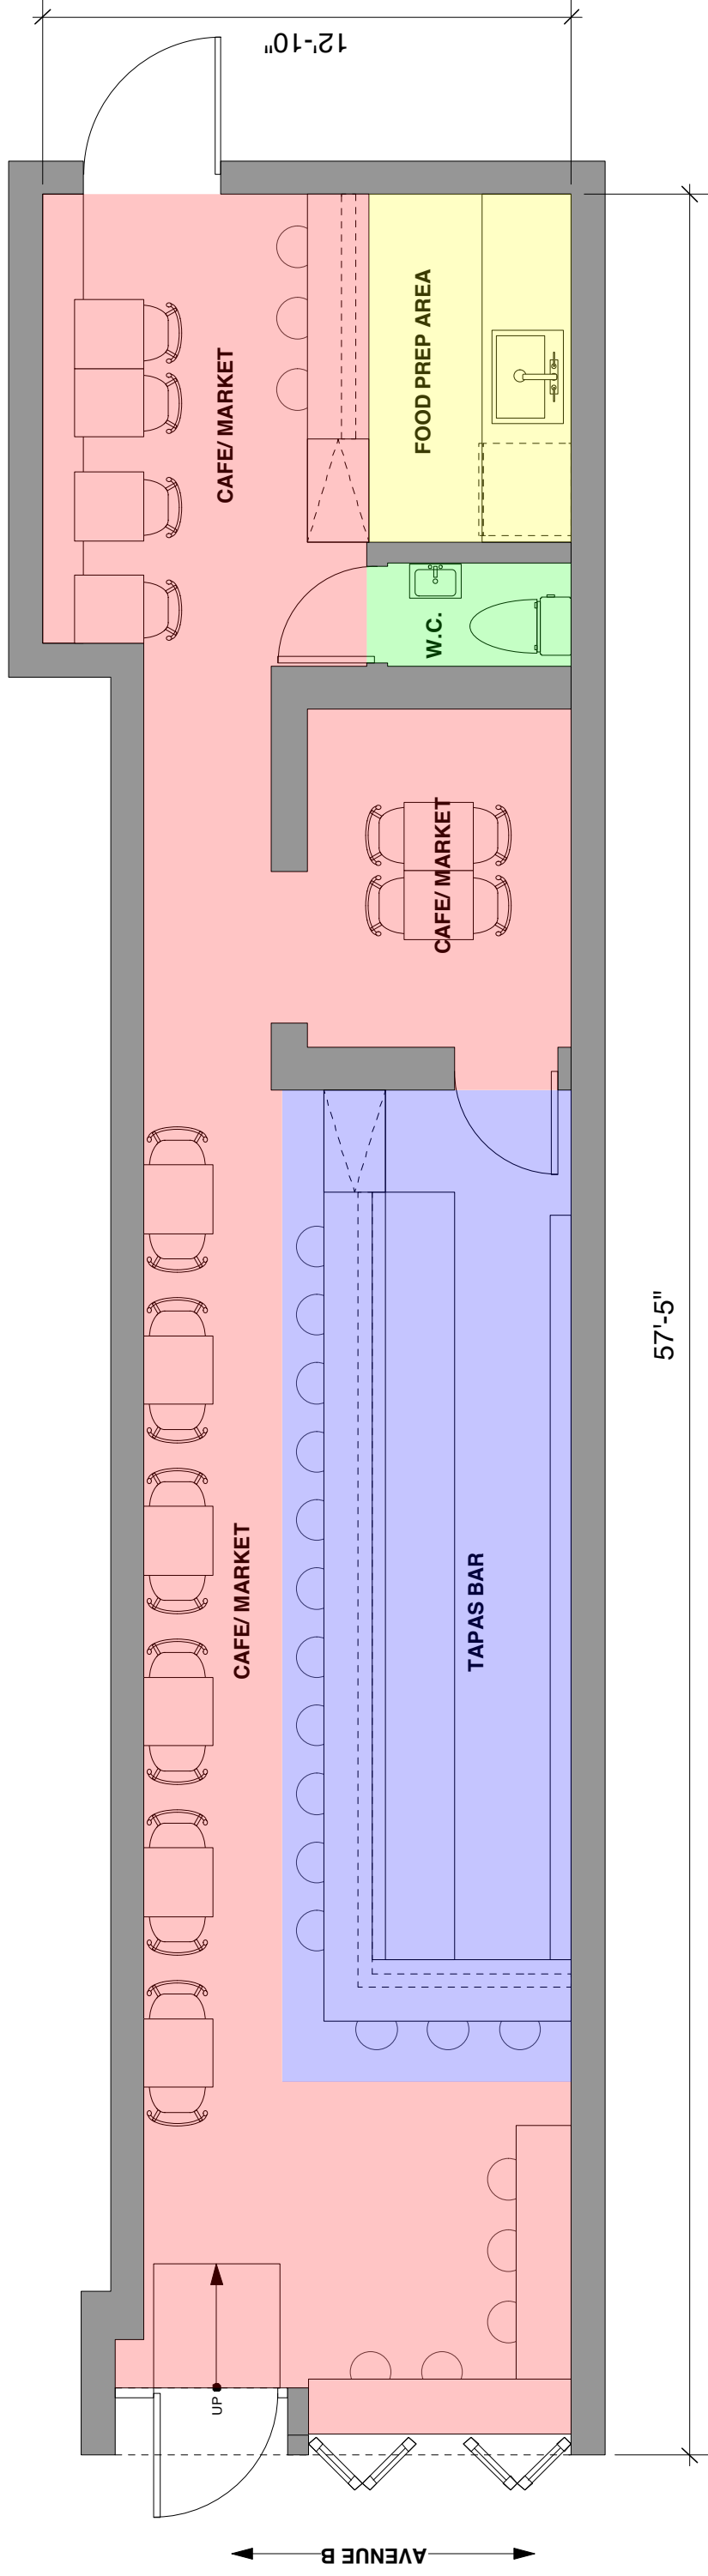 12'-10"
CAFE/ MARKET
FOOD PREP AREA
W.C.
CAFE/ MARKET
57'-5"
CAFE/ MARKET
TAPAS BAR
UP
AVENUE B